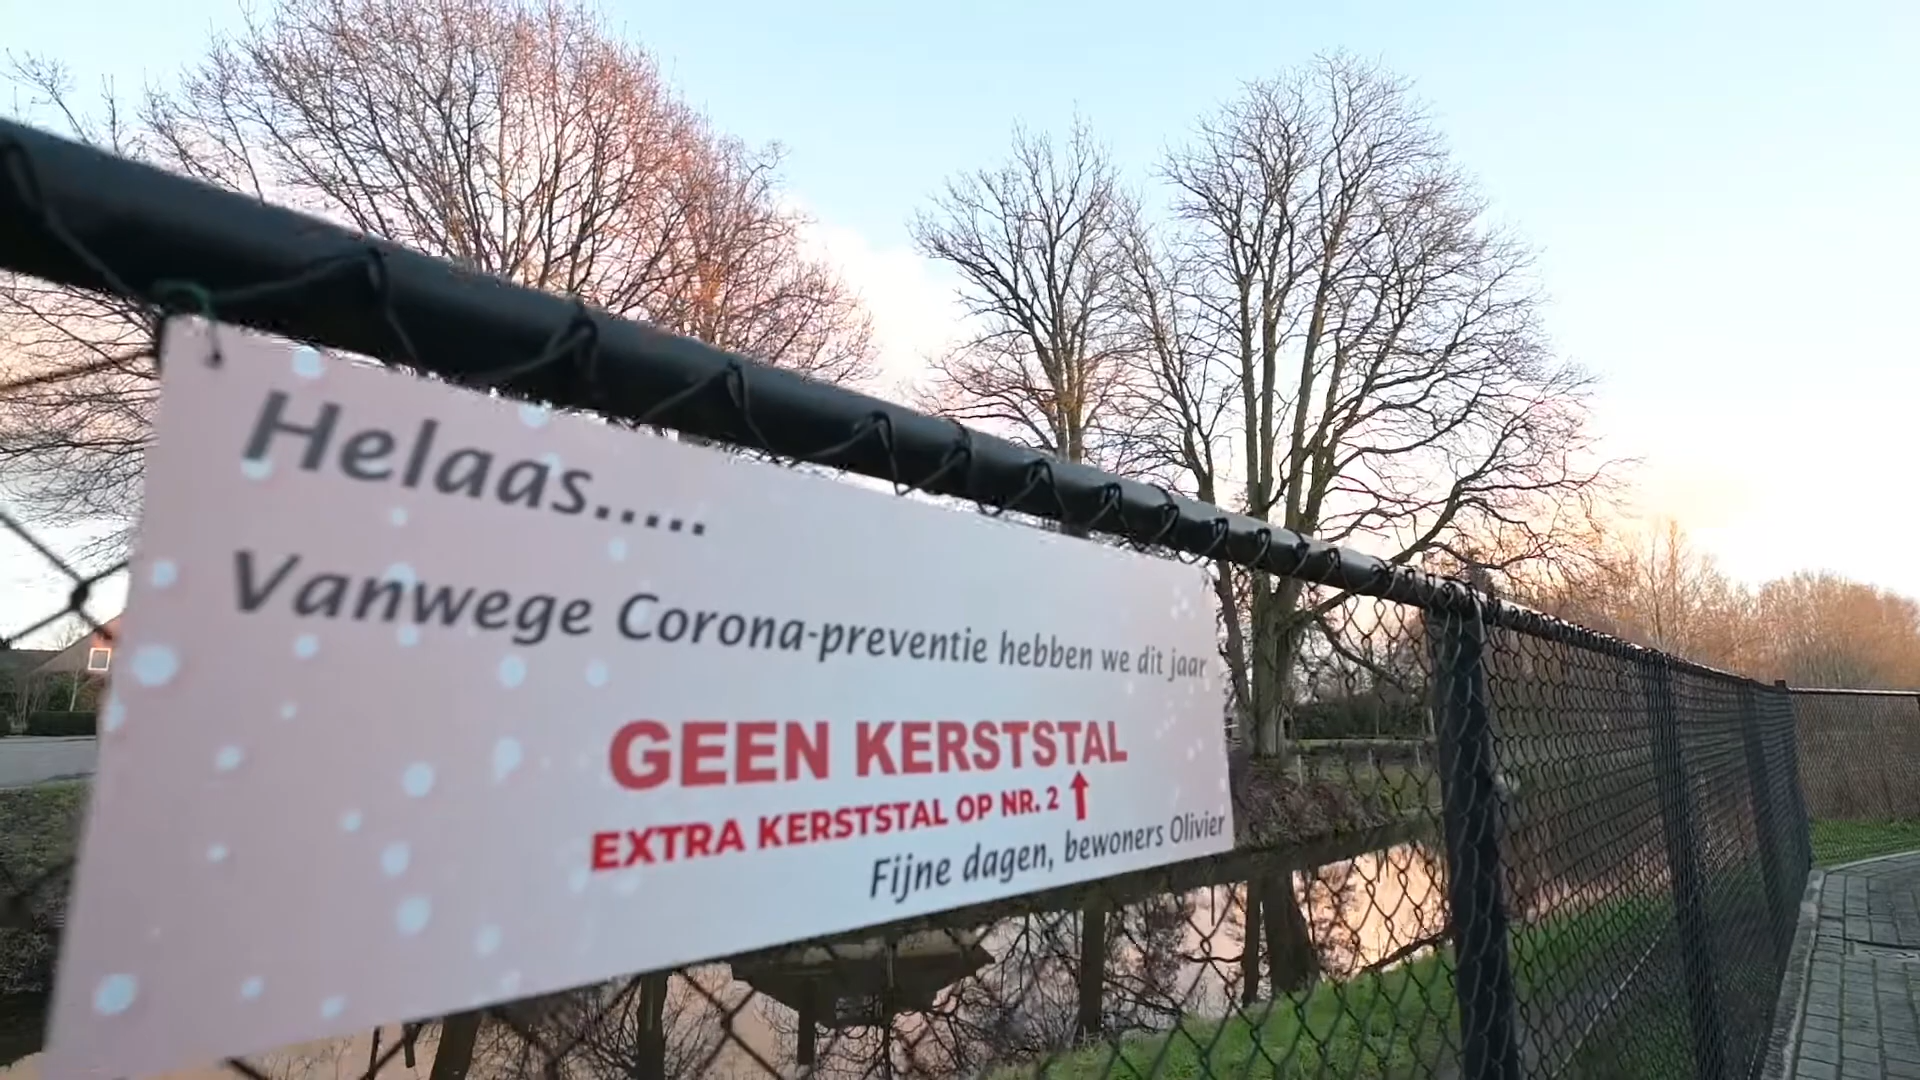 Helaas.....
Vanwege Corona-preventie hebben we dit jaar
GEEN KERSTSTAL
EXTRA KERSTSTAL OP NR. 2
Fijne dagen, bewoners Olivier